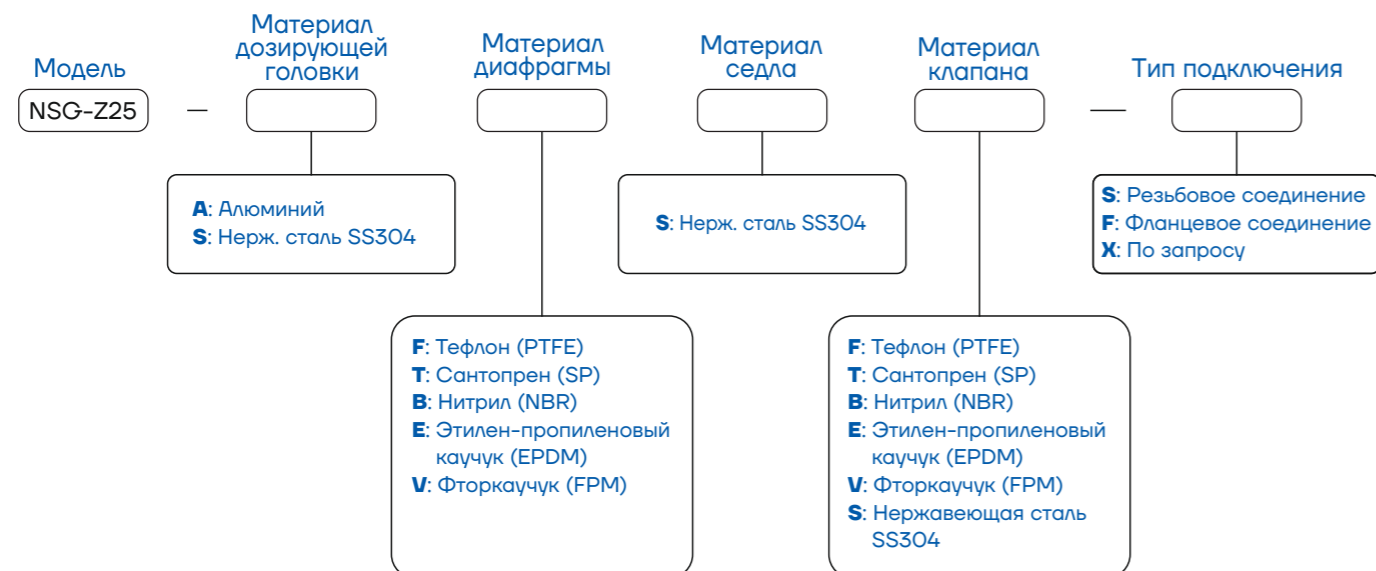 Модель
NSG-Z25
—
Материал
дозирующей
головки
Материал
диафрагмы
Материал
седла
Материал
клапана
—
Тип подключения
A: Алюминий
S: Нерж. сталь SS304
S: Нерж. сталь SS304
S: Резьбовое соединение
F: Фланцевое соединение
X: По запросу
F: Тефлон (PTFE)
T: Сантопрен (SP)
B: Нитрил (NBR)
E: Этилен-пропиленовый
каучук (EPDM)
V: Фторкаучук (FPM)
F: Тефлон (PTFE)
T: Сантопрен (SP)
B: Нитрил (NBR)
E: Этилен-пропиленовый
каучук (EPDM)
V: Фторкаучук (FPM)
S: Нержавеющая сталь
SS304